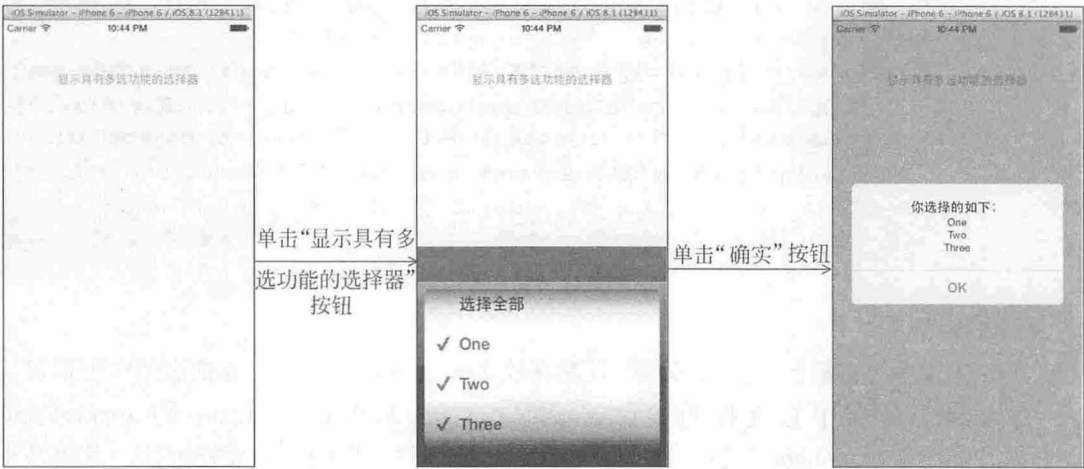 iOS Simulator - iPhone 6 - iPhone 6 / iOS 8.1 (12B411)
Carrier 10:44 PM
显示具有多选功能的选择器
单击“显示具有多
选功能的选择器”
按钮
iOS Simulator - iPhone 6 - iPhone 6 / iOS 8.1 (12B411)
Carrier 10:44 PM
显示具有多选功能的选择器
选择全部
✓ One
✓ Two
✓ Three
单击“确实”按钮
iOS Simulator - iPhone 6 - iPhone 6 / iOS 8.1 (12B411)
Carrier 10:44 PM
显示具有多选功能的选择器
你选择的如下:
One
Two
Three
OK